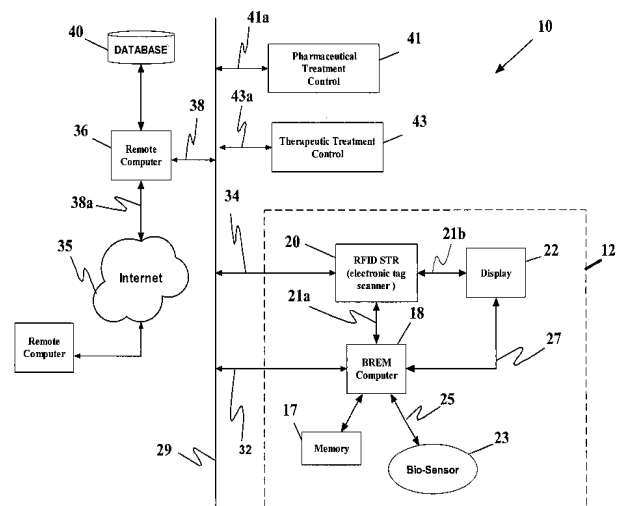 40
DATABASE
41a
Pharmaceutical
Treatment
Control
41
10
36
Remote
Computer
38
43a
Therapeutic Treatment
Control
43
38a
34
35
Internet
20
RFID STR
(electronic tag
scanner )
21b
22
Display
12
21a
18
Remote
Computer
BREM
Computer
27
25
17
Memory
23
Bio-Sensor
29
32